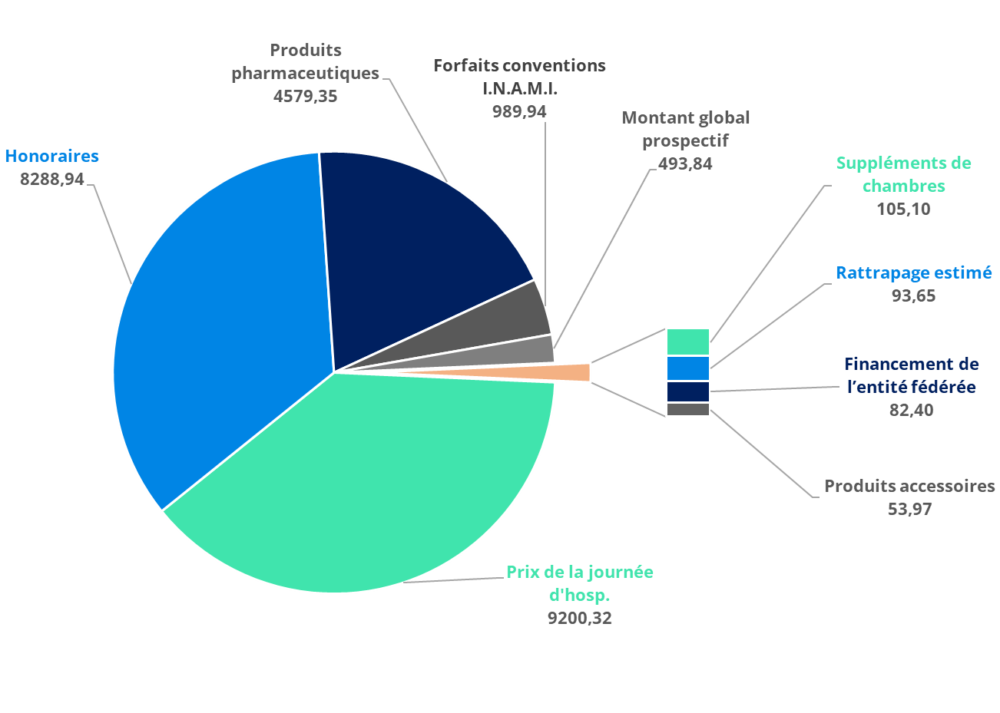 Produits
pharmaceutiques
4579,35
Forfaits conventions
I.N.A.M.I.
989,94
Montant global
prospectif
493,84
Honoraires
8288,94
Suppléments de
chambres
105,10
Rattrapage estimé
93,65
Financement de
l’entité fédérée
82,40
Produits accessoires
53,97
Prix de la journée
d'hosp.
9200,32